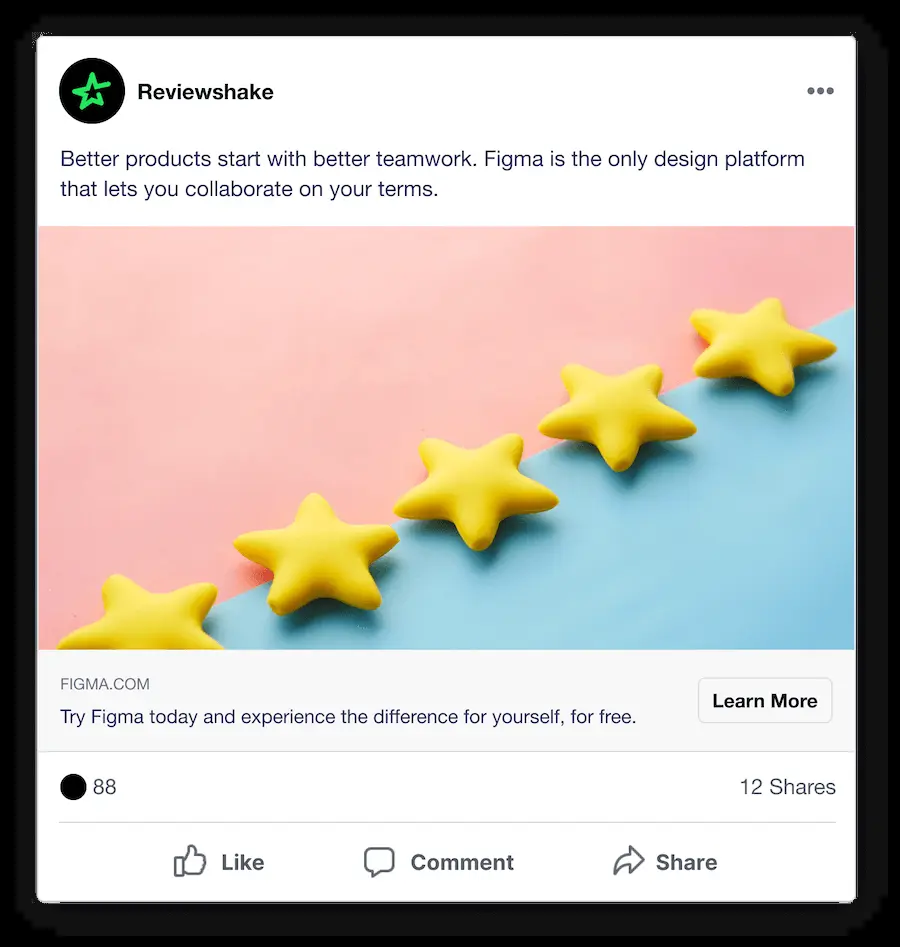 Reviewshake
Better products start with better teamwork. Figma is the only design platform
that lets you collaborate on your terms.
FIGMA.COM
Try Figma today and experience the difference for yourself, for free.
Learn More
88
12 Shares
Like
Comment
Share